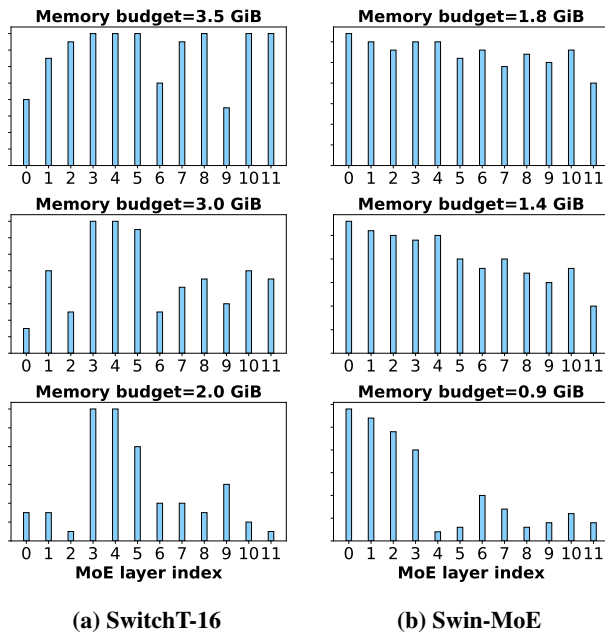 Memory budget=3.5 GiB
0 1 2 3 4 5 6 7 8 9 10 11
Memory budget=3.0 GiB
0 1 2 3 4 5 6 7 8 9 10 11
Memory budget=2.0 GiB
0 1 2 3 4 5 6 7 8 9 10 11
MoE layer index
(a) SwitchT-16
Memory budget=1.8 GiB
0 1 2 3 4 5 6 7 8 9 10 11
Memory budget=1.4 GiB
0 1 2 3 4 5 6 7 8 9 10 11
Memory budget=0.9 GiB
0 1 2 3 4 5 6 7 8 9 10 11
MoE layer index
(b) Swin-MoE